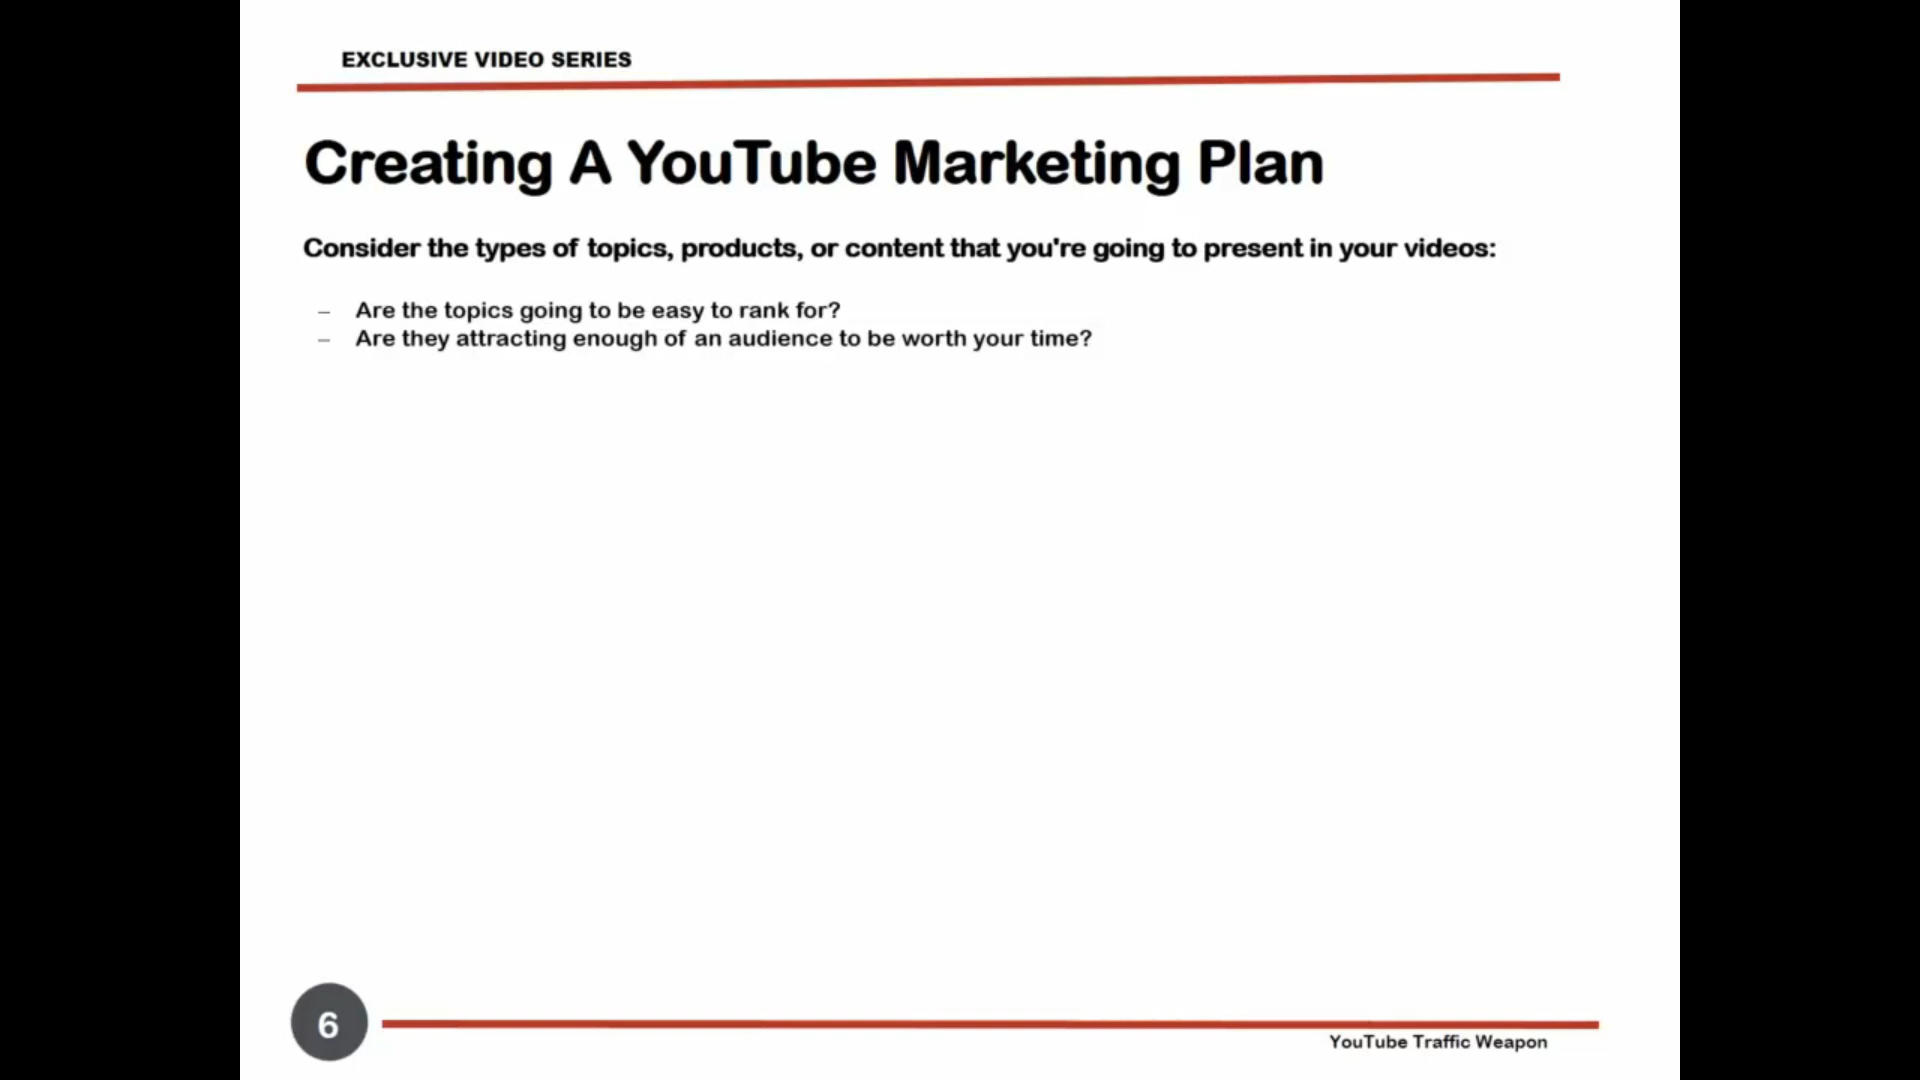 EXCLUSIVE VIDEO SERIES
Creating A YouTube Marketing Plan
Consider the types of topics, products, or content that you're going to present in your videos:
– Are the topics going to be easy to rank for?
– Are they attracting enough of an audience to be worth your time?
6
YouTube Traffic Weapon